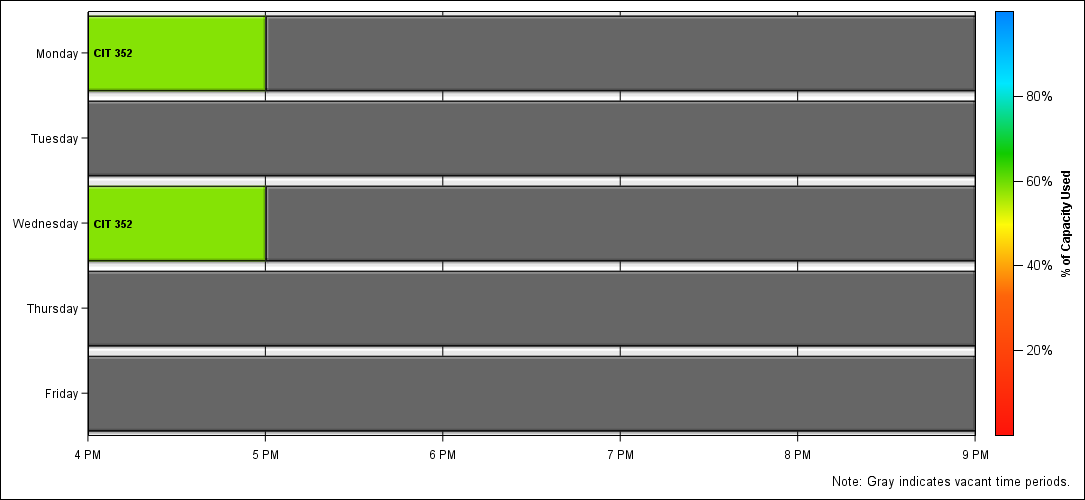 Monday
CIT 352
Tuesday
Wednesday
CIT 352
Thursday
Friday
4 PM 5 PM 6 PM 7 PM 8 PM 9 PM
80%
60%
40%
20%
% of Capacity Used
Note: Gray indicates vacant time periods.